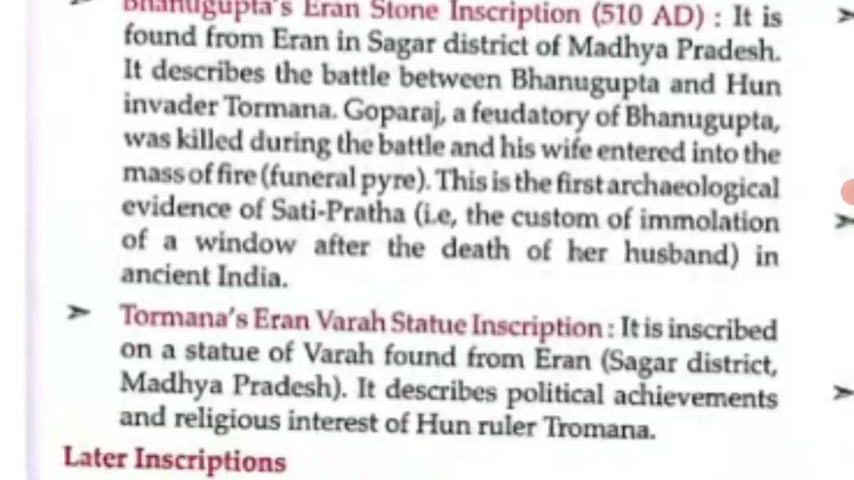 Bhanugupta's Eran Stone Inscription (510 AD) : It is
found from Eran in Sagar district of Madhya Pradesh.
It describes the battle between Bhanugupta and Hun
invader Tormana. Goparaj, a feudatory of Bhanugupta,
was killed during the battle and his wife entered into the
mass of fire (funeral pyre). This is the first archaeological
evidence of Sati-Pratha (i.e, the custom of immolation
of a window after the death of her husband) in
ancient India.
➢ Tormana's Eran Varah Statue Inscription : It is inscribed
on a statue of Varah found from Eran (Sagar district,
Madhya Pradesh). It describes political achievements
and religious interest of Hun ruler Tromana.
Later Inscriptions